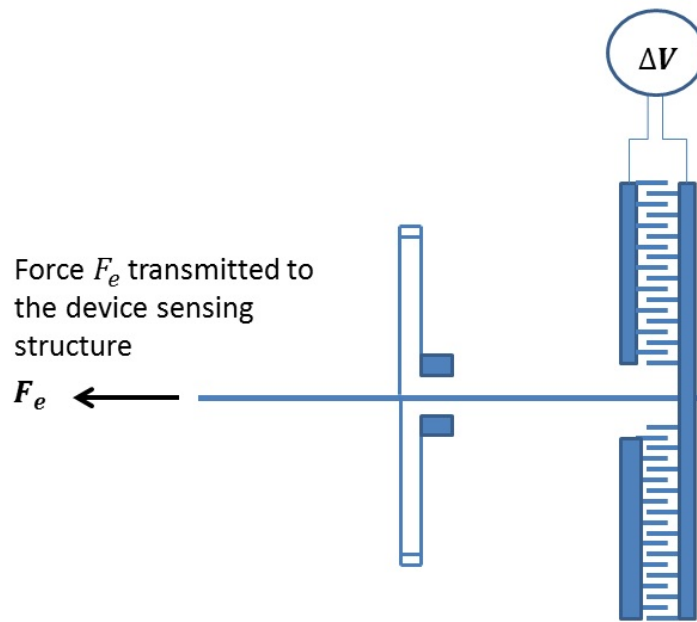 ΔV
Force Fₑ transmitted to
the device sensing
structure
Fₑ